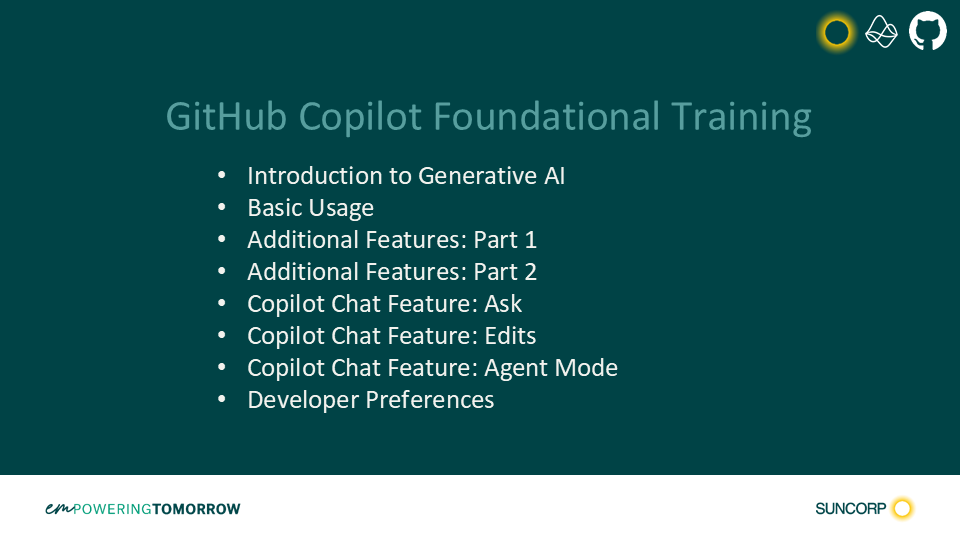 GitHub Copilot Foundational Training
• Introduction to Generative AI
• Basic Usage
• Additional Features: Part 1
• Additional Features: Part 2
• Copilot Chat Feature: Ask
• Copilot Chat Feature: Edits
• Copilot Chat Feature: Agent Mode
• Developer Preferences
emPOWERINGTOMORROW
SUNCORP